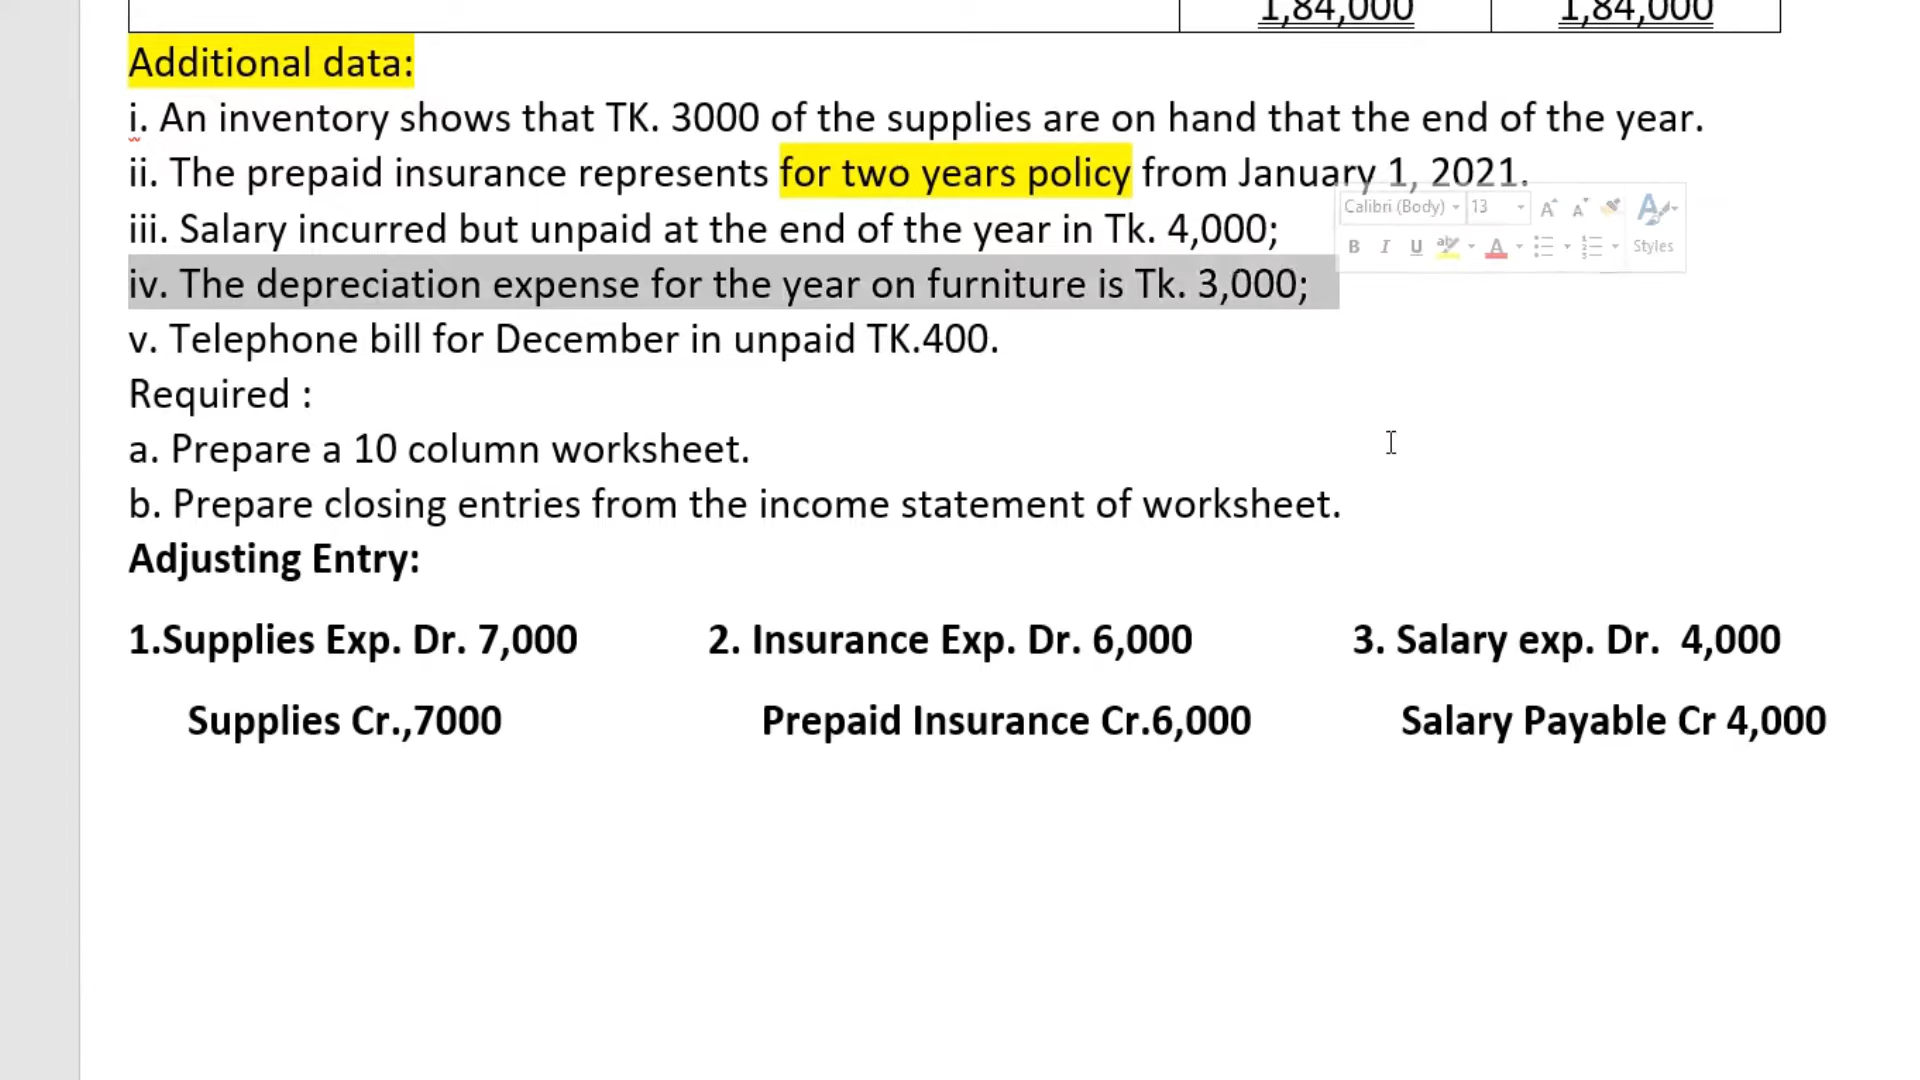 1,84,000 1,84,000
Additional data:
i. An inventory shows that TK. 3000 of the supplies are on hand that the end of the year.
ii. The prepaid insurance represents for two years policy from January 1, 2021.
Calibri (Body) 13
iii. Salary incurred but unpaid at the end of the year in Tk. 4,000;
B I U ab A Styles
iv. The depreciation expense for the year on furniture is Tk. 3,000;
v. Telephone bill for December in unpaid TK.400.
Required :
a. Prepare a 10 column worksheet.
b. Prepare closing entries from the income statement of worksheet.
Adjusting Entry:
1.Supplies Exp. Dr. 7,000 2. Insurance Exp. Dr. 6,000 3. Salary exp. Dr. 4,000
Supplies Cr.,7000 Prepaid Insurance Cr.6,000 Salary Payable Cr 4,000